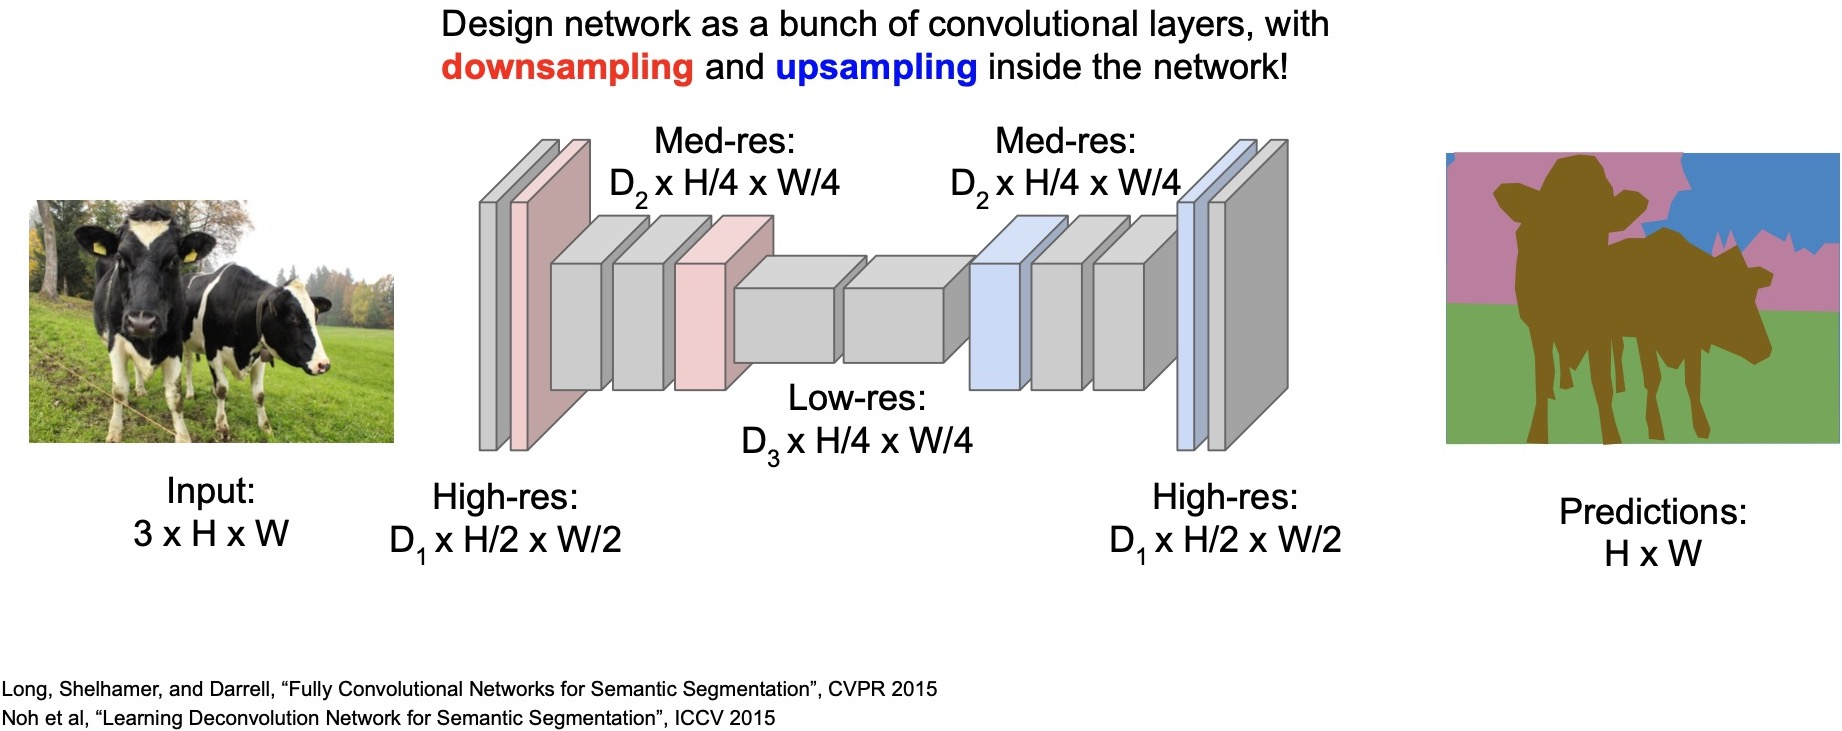 Design network as a bunch of convolutional layers, with
downsampling and upsampling inside the network!
Med-res:
D2 x H/4 x W/4
Med-res:
D2 x H/4 x W/4
Low-res:
D3 x H/4 x W/4
Input:
3 x H x W
High-res:
D1 x H/2 x W/2
High-res:
D1 x H/2 x W/2
Predictions:
H x W
Long, Shelhamer, and Darrell, “Fully Convolutional Networks for Semantic Segmentation”, CVPR 2015
Noh et al, “Learning Deconvolution Network for Semantic Segmentation”, ICCV 2015